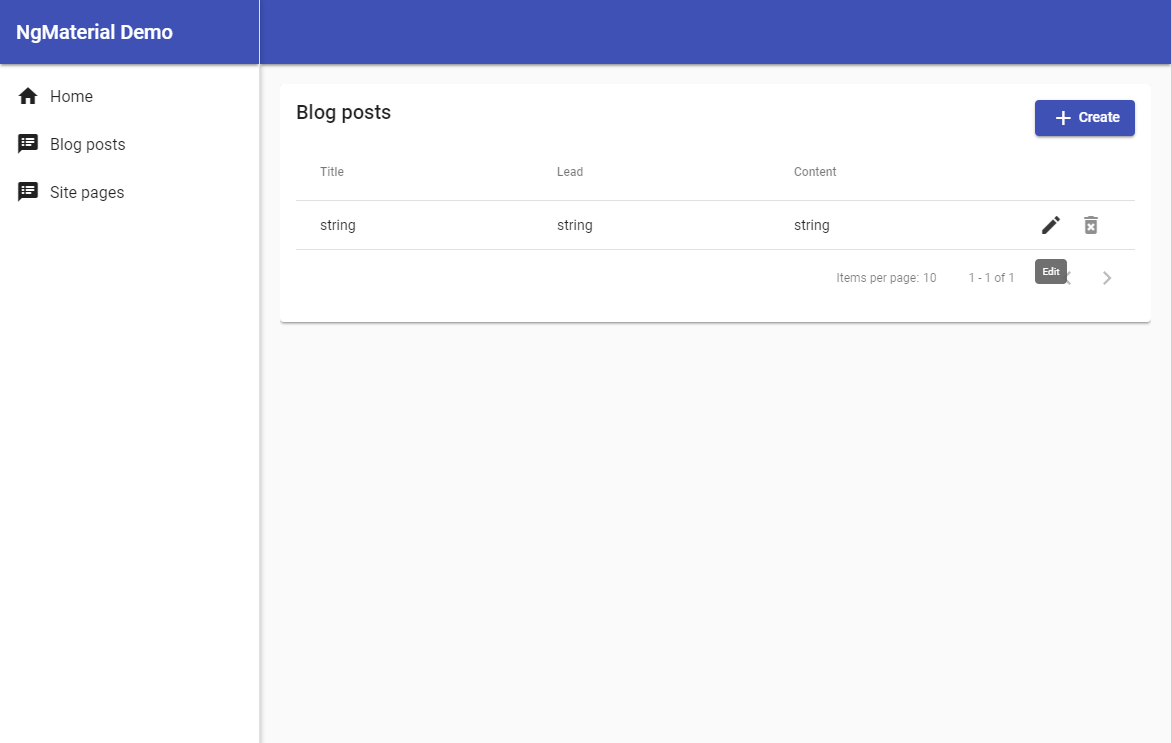 NgMaterial Demo
Home
Blog posts
Site pages
Blog posts
Create
Title Lead Content
string string string
Items per page: 10 1 - 1 of 1
Edit